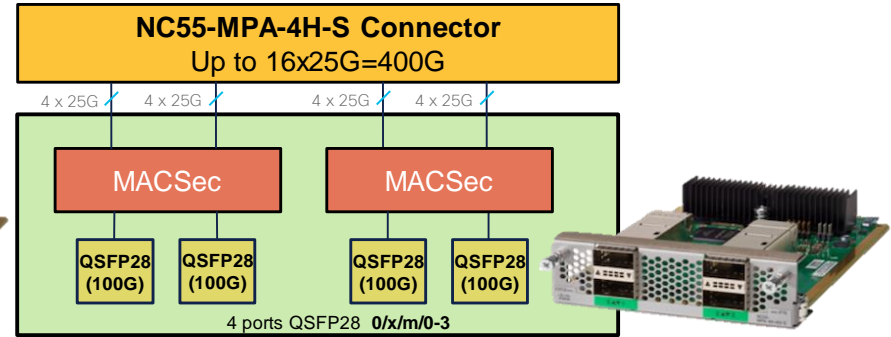 NC55-MPA-4H-S Connector
Up to 16x25G=400G
4 x 25G
4 x 25G
4 x 25G
4 x 25G
MACSec
MACSec
QSFP28
(100G)
QSFP28
(100G)
QSFP28
(100G)
QSFP28
(100G)
4 ports QSFP28 0/x/m/0-3